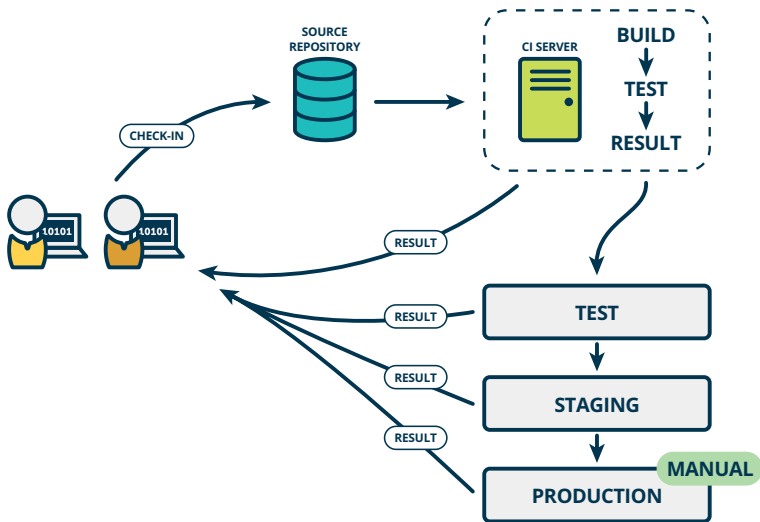 SOURCE
REPOSITORY
CI SERVER
BUILD
TEST
RESULT
CHECK-IN
10101
10101
RESULT
RESULT
TEST
RESULT
STAGING
RESULT
MANUAL
PRODUCTION